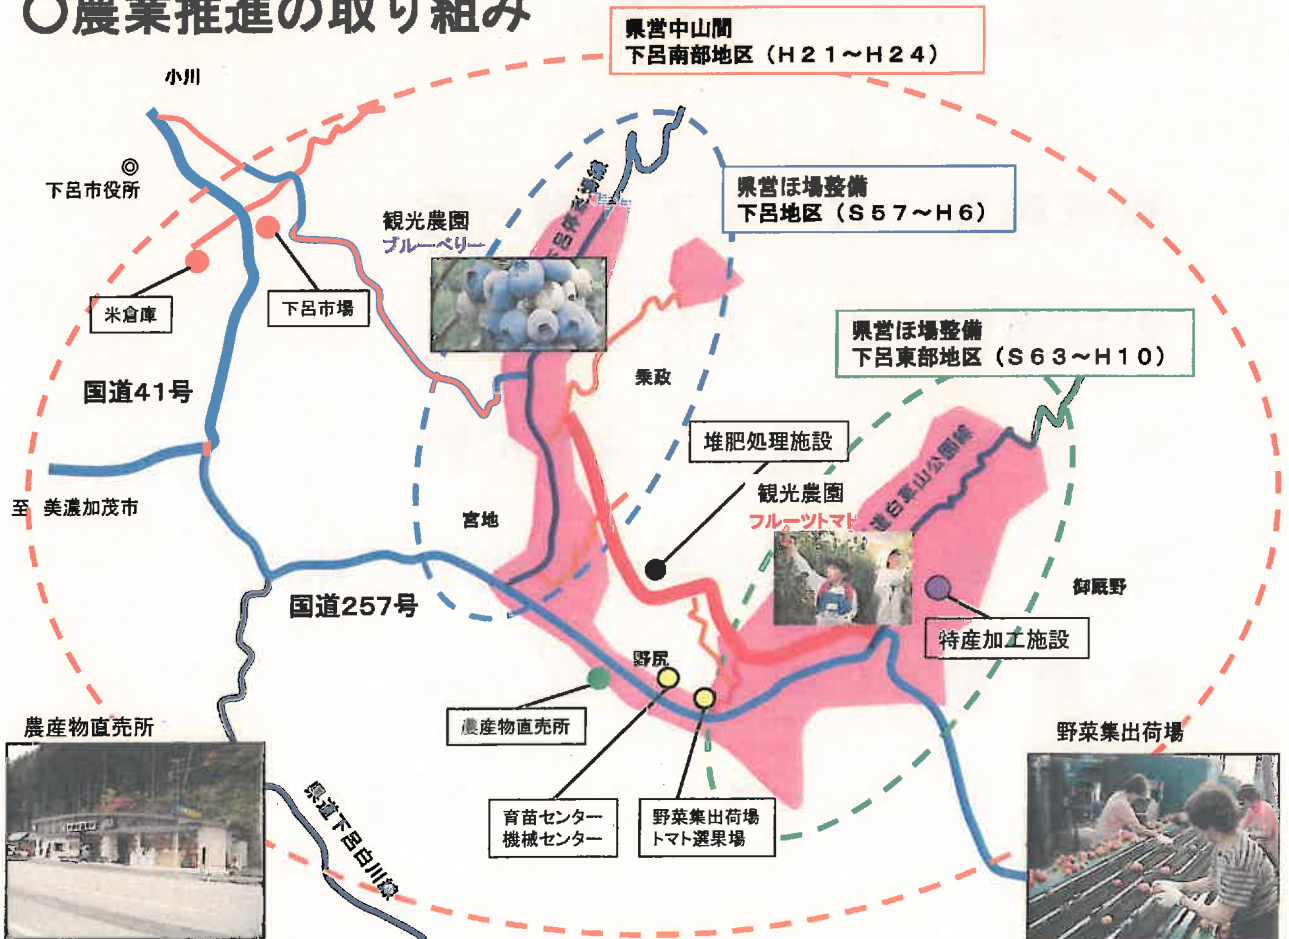 ○農業推進の取り組み
県営中山間
下呂南部地区（H21～H24）
小川
下呂市役所
県営ほ場整備
下呂地区（S57～H6）
観光農園
ブルーベリー
米倉庫
下呂市場
県営ほ場整備
下呂東部地区（S63～H10）
国道41号
乗政
堆肥処理施設
観光農園
フルーツトマト
道白草山公園線
至 美濃加茂市
宮地
国道257号
御厩野
特産加工施設
野尻
農産物直売所
農産物直売所
野菜集出荷場
育苗センター
機械センター
野菜集出荷場
トマト選果場
県道下呂白川線